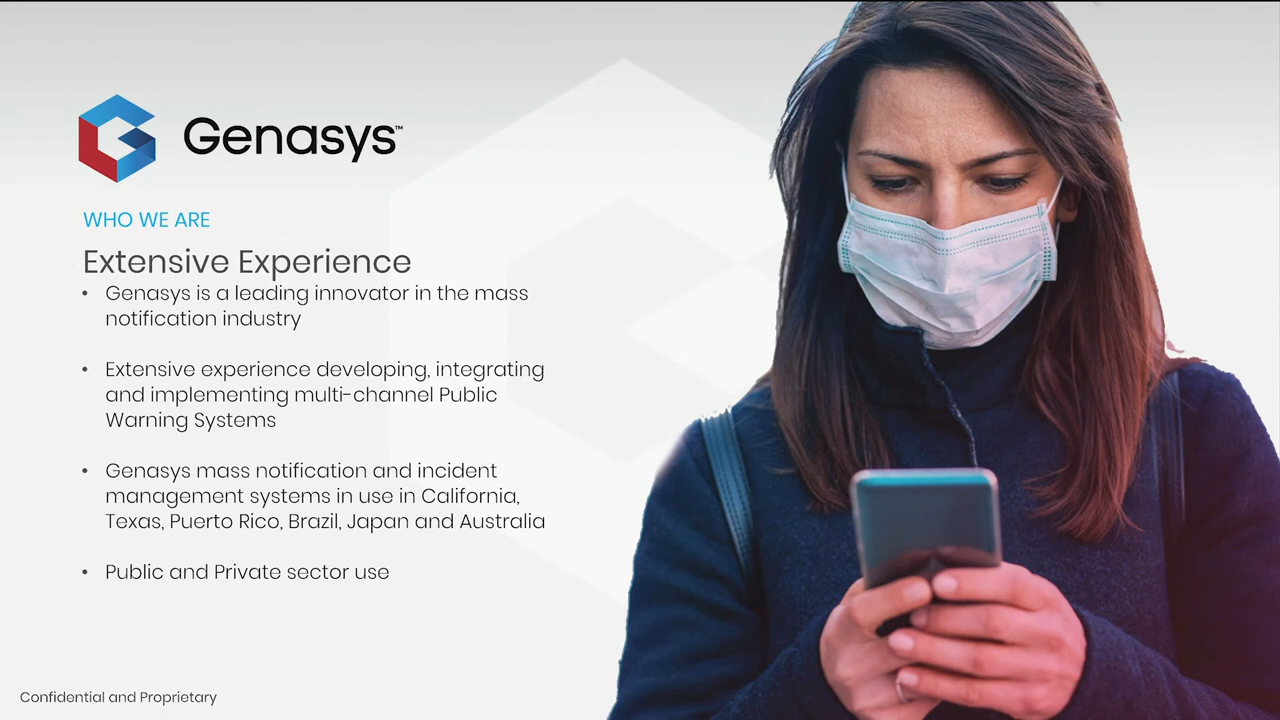 Genasys™
WHO WE ARE
Extensive Experience
• Genasys is a leading innovator in the mass
notification industry
• Extensive experience developing, integrating
and implementing multi-channel Public
Warning Systems
• Genasys mass notification and incident
management systems in use in California,
Texas, Puerto Rico, Brazil, Japan and Australia
• Public and Private sector use
Confidential and Proprietary